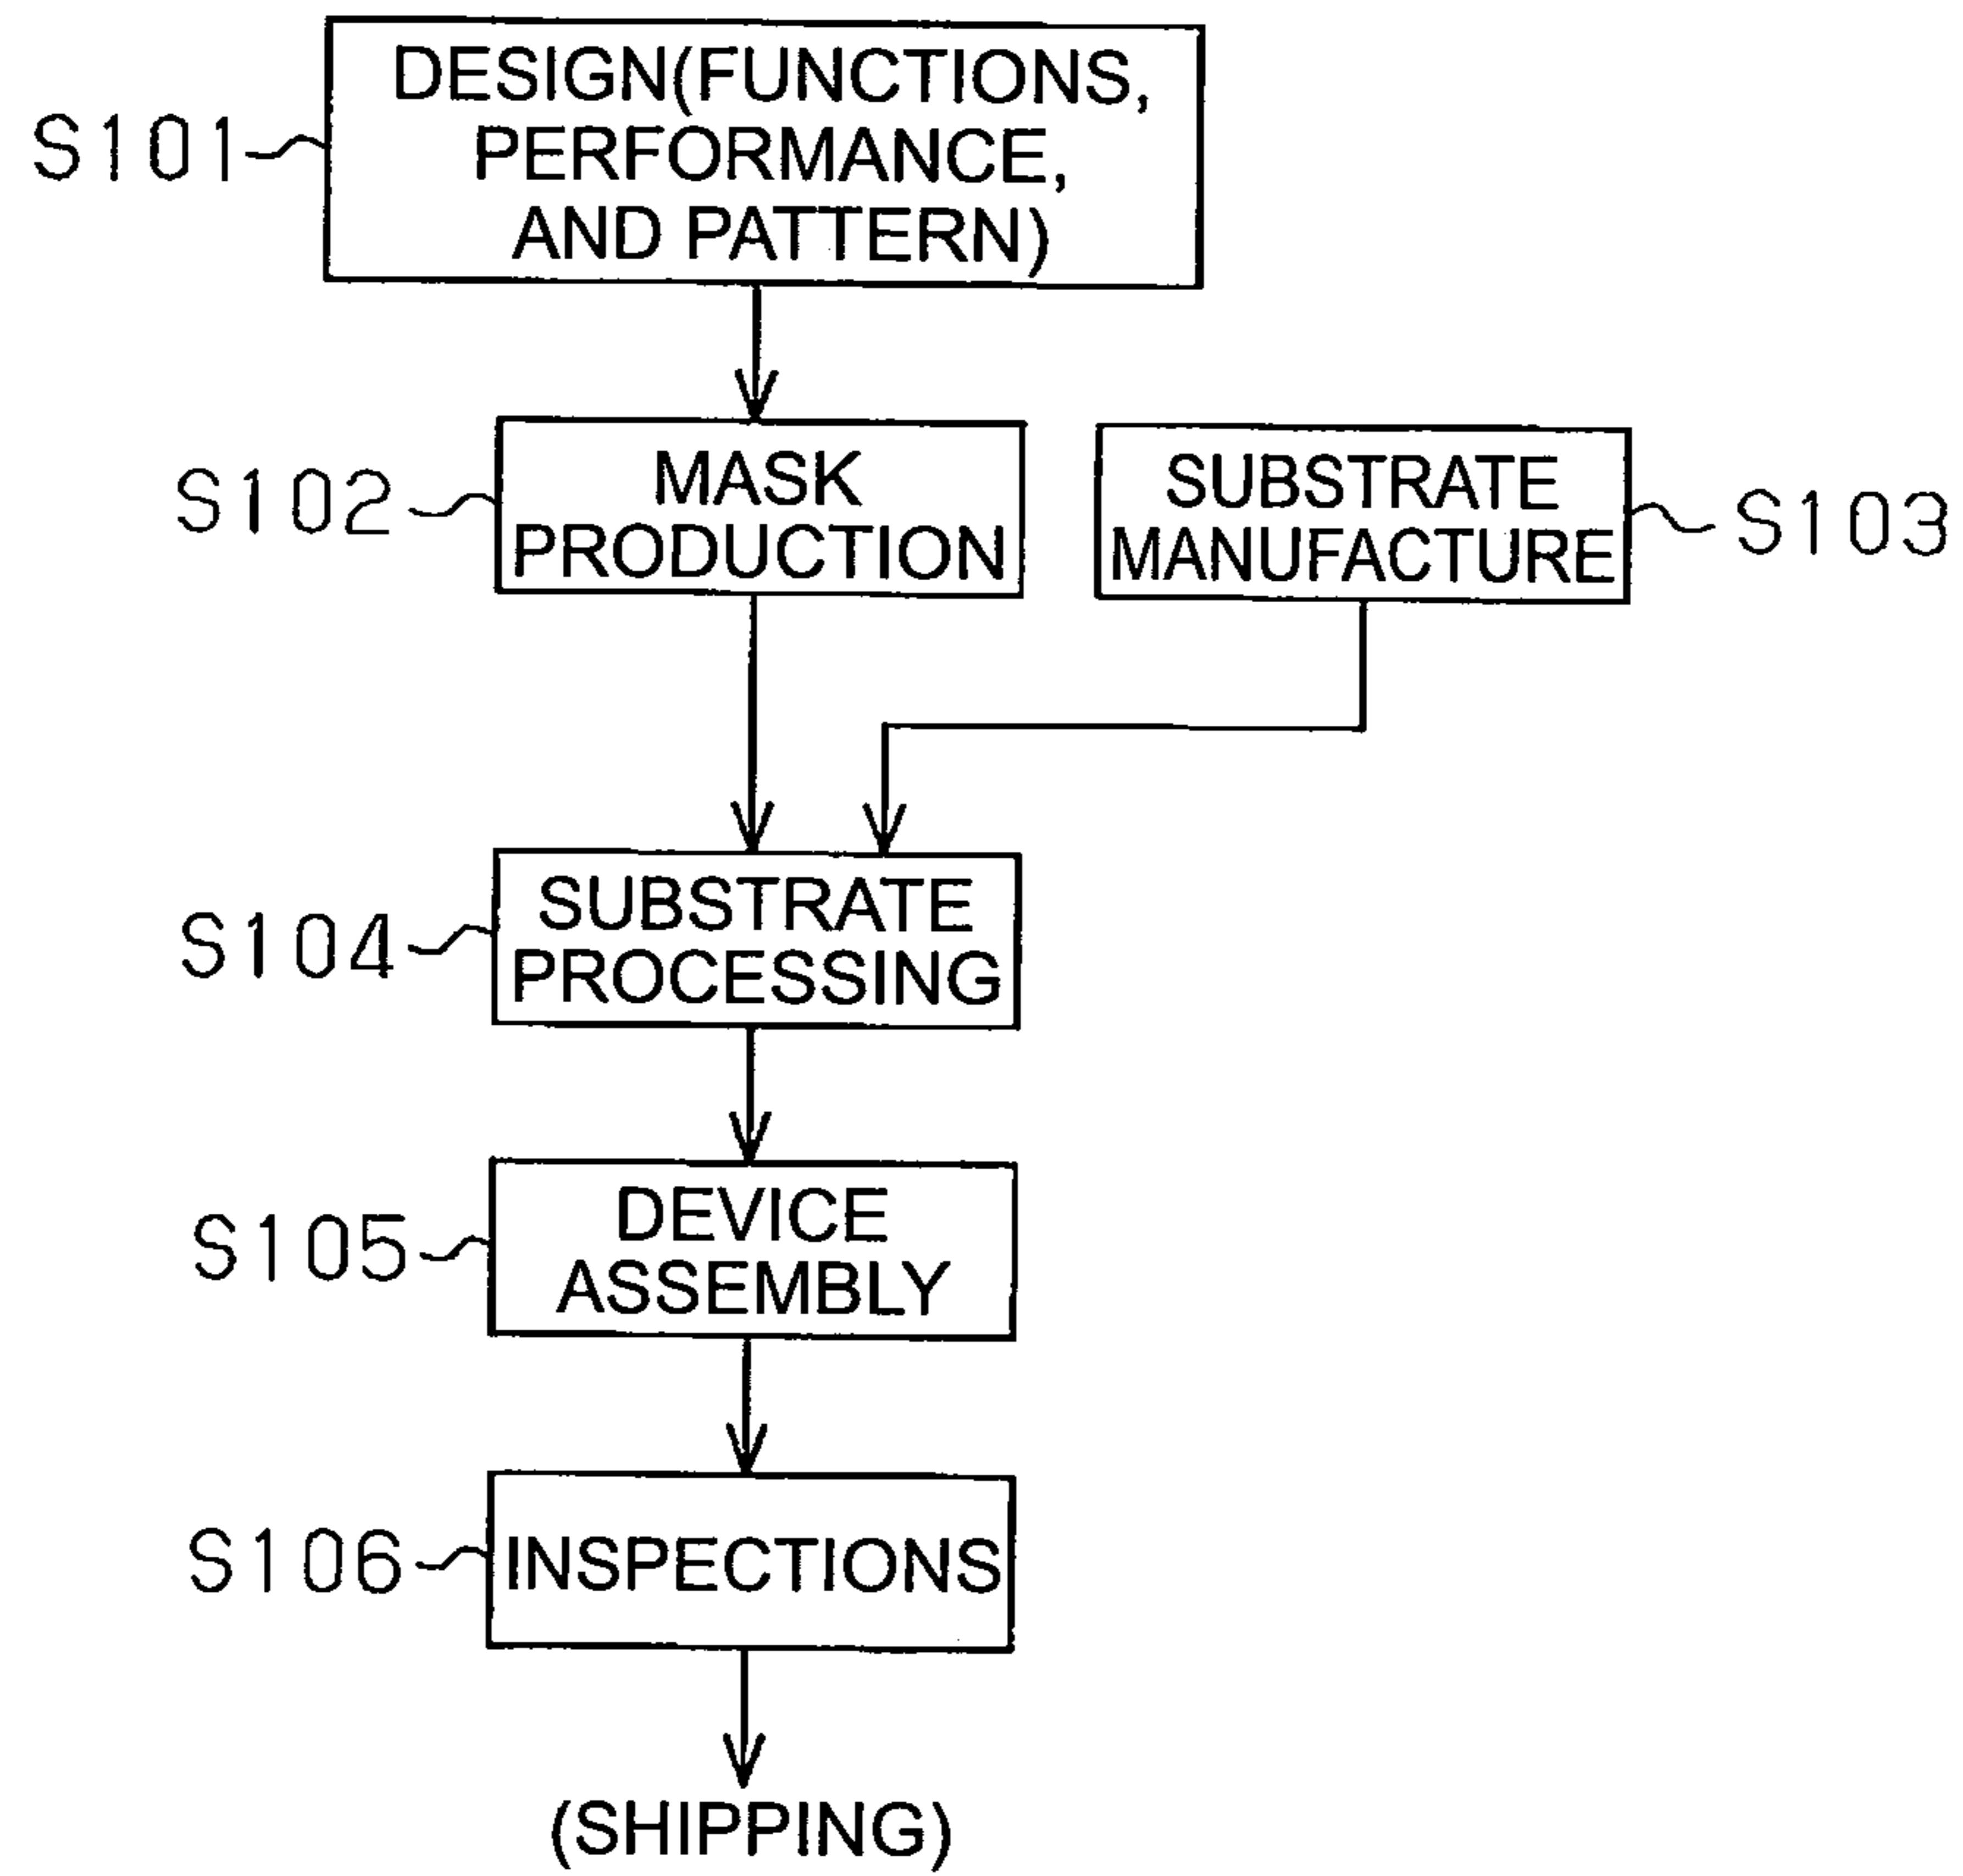 DESIGN(FUNCTIONS,
PERFORMANCE,
AND PATTERN)
S101
MASK
PRODUCTION
S102
SUBSTRATE
MANUFACTURE
S103
SUBSTRATE
PROCESSING
S104
DEVICE
ASSEMBLY
S105
INSPECTIONS
S106
(SHIPPING)